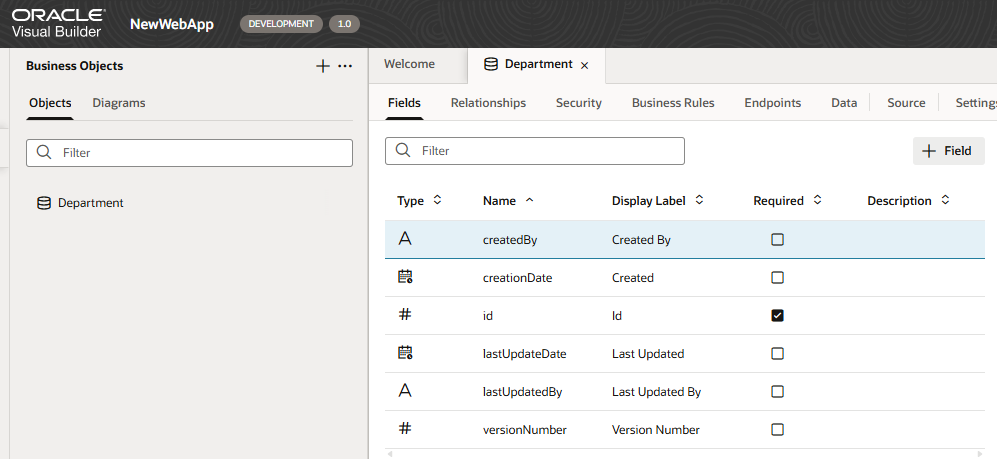 ORACLE
Visual Builder
NewWebApp
DEVELOPMENT
1.0
Business Objects
Welcome
Department
Objects
Diagrams
Fields
Relationships
Security
Business Rules
Endpoints
Data
Source
Settings
Filter
Filter
Field
Department
Type
Name
Display Label
Required
Description
A createdBy Created By
creationDate Created
# id Id
lastUpdateDate Last Updated
A lastUpdatedBy Last Updated By
# versionNumber Version Number